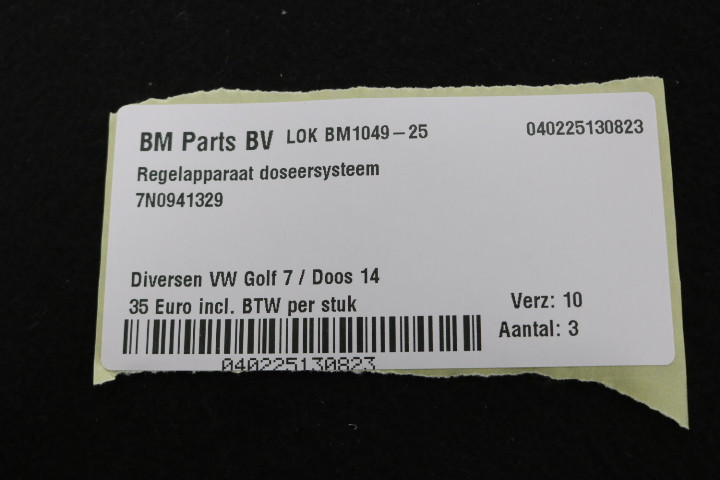 BM Parts BV LOK BM1049-25 040225130823
Regelapparaat doseersysteem
7N0941329
Diversen VW Golf 7 / Doos 14
35 Euro incl. BTW per stuk Verz: 10
Aantal: 3
040225130823